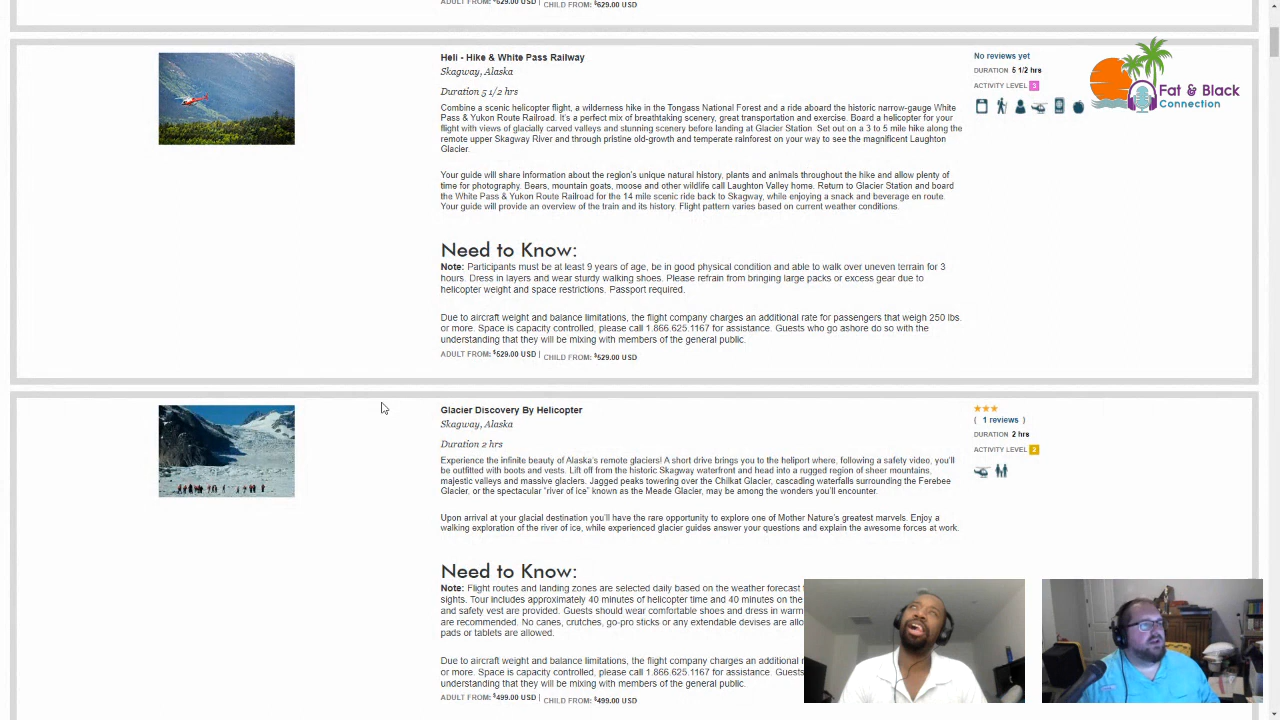 ADULT FROM: $629.00 USD | CHILD FROM: $629.00 USD
Heli - Hike & White Pass Railway
Skagway, Alaska
Duration 5 1/2 hrs
Combine a scenic helicopter flight, a wilderness hike in the Tongass National Forest and a ride aboard the historic narrow-gauge White
Pass & Yukon Route Railroad. It's a perfect mix of breathtaking scenery, great transportation and exercise. Board a helicopter for your
flight with views of glacially carved valleys and stunning scenery before landing at Glacier Station. Set out on a 3 to 5 mile hike along the
remote upper Skagway River and through pristine old-growth and temperate rainforest on your way to see the magnificent Laughton
Glacier.
Your guide will share information about the region's unique natural history, plants and animals throughout the hike and allow plenty of
time for photography. Bears, mountain goats, moose and other wildlife call Laughton Valley home. Return to Glacier Station and board
the White Pass & Yukon Route Railroad for the 14 mile scenic ride back to Skagway, while enjoying a snack and beverage en route.
Your guide will provide an overview of the train and its history. Flight pattern varies based on current weather conditions.
Need to Know:
Note: Participants must be at least 9 years of age, be in good physical condition and able to walk over uneven terrain for 3
hours. Dress in layers and wear sturdy walking shoes. Please refrain from bringing large packs or excess gear due to
helicopter weight and space restrictions. Passport required.
Due to aircraft weight and balance limitations, the flight company charges an additional rate for passengers that weigh 250 lbs.
or more. Space is capacity controlled, please call 1.866.625.1167 for assistance. Guests who go ashore do so with the
understanding that they will be mixing with members of the general public.
ADULT FROM: $529.00 USD | CHILD FROM: $529.00 USD
No reviews yet
DURATION 5 1/2 hrs
ACTIVITY LEVEL 3
Fat & Black
Connection
Glacier Discovery By Helicopter
Skagway, Alaska
Duration 2 hrs
Experience the infinite beauty of Alaska's remote glaciers! A short drive brings you to the heliport where, following a safety video, you'll
be outfitted with boots and vests. Lift off from the historic Skagway waterfront and head into a rugged region of sheer mountains,
majestic valleys and massive glaciers. Jagged peaks towering over the Chilkat Glacier, cascading waterfalls surrounding the Ferebee
Glacier, or the spectacular "river of ice" known as the Meade Glacier, may be among the wonders you'll encounter.
Upon arrival at your glacial destination you'll have the rare opportunity to explore one of Mother Nature's greatest marvels. Enjoy a
walking exploration of the river of ice, while experienced glacier guides answer your questions and explain the awesome forces at work.
Need to Know:
Note: Flight routes and landing zones are selected daily based on the weather forecast
sights. Tour includes approximately 40 minutes of helicopter time and 40 minutes on the
and safety vest are provided. Guests should wear comfortable shoes and dress in warm
are recommended. No canes, crutches, go-pro sticks or any extendable devises are allo
pads or tablets are allowed.
Due to aircraft weight and balance limitations, the flight company charges an additional
or more. Space is capacity controlled, please call 1.866.625.1167 for assistance. Guests
understanding that they will be mixing with members of the general public.
ADULT FROM: $499.00 USD | CHILD FROM: $499.00 USD
( 1 reviews )
DURATION 2 hrs
ACTIVITY LEVEL 2